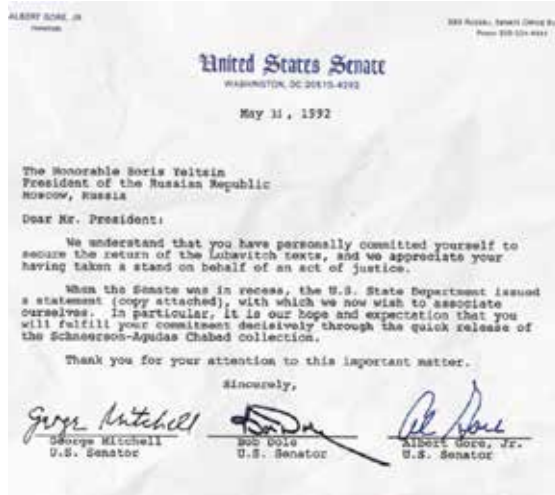 ALBERT GORE, JR.
United States Senate
WASHINGTON, DC 20510-4202
May 31, 1992
The Honorable Boris Yeltsin
President of the Russian Republic
Moscow, Russia
Dear Mr. President:
We understand that you have personally committed yourself to
secure the return of the Lubavitch texts, and we appreciate your
having taken a stand on behalf of an act of justice.
When the Senate was in recess, the U.S. State Department issued
a statement (copy attached), with which we now wish to associate
ourselves. In particular, it is our hope and expectation that you
will fulfill your commitment decisively through the quick release of
the Schneerson-Agudas Chabad collection.
Thank you for your attention to this important matter.
Sincerely,
George Mitchell
Bob Dole
Al Gore
George Mitchell
Bob Dole
Albert Gore, Jr.
U.S. Senator
U.S. Senator
U.S. Senator